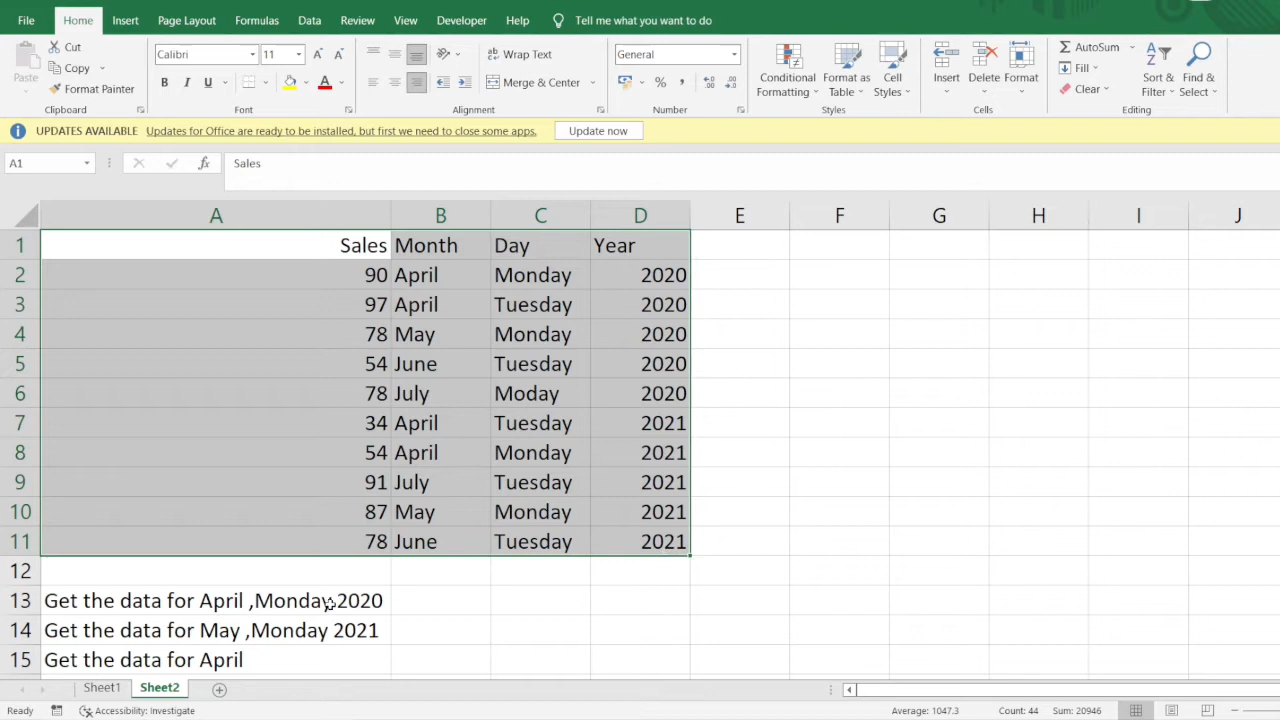 File Home Insert Page Layout Formulas Data Review View Developer Help Tell me what you want to do
Paste
Cut
Copy
Format Painter
Clipboard
Calibri 11 A A
B I U A
Font
ab Wrap Text
Merge & Center
Alignment
General
% , .00 .0
Number
Conditional Formatting
Format as Table
Cell Styles
Styles
Insert
Delete
Format
Cells
Σ AutoSum
Fill
Clear
Sort & Filter
Find & Select
Editing
UPDATES AVAILABLE Updates for Office are ready to be installed, but first we need to close some apps. Update now
A1 fx Sales
A B C D E F G H I J
1 Sales Month Day Year
2 90 April Monday 2020
3 97 April Tuesday 2020
4 78 May Monday 2020
5 54 June Tuesday 2020
6 78 July Moday 2020
7 34 April Tuesday 2021
8 54 April Monday 2021
9 91 July Tuesday 2021
10 87 May Monday 2021
11 78 June Tuesday 2021
12
13 Get the data for April ,Monday 2020
14 Get the data for May ,Monday 2021
15 Get the data for April
Sheet1 Sheet2
Ready Accessibility: Investigate Average: 1047.3 Count: 44 Sum: 20946